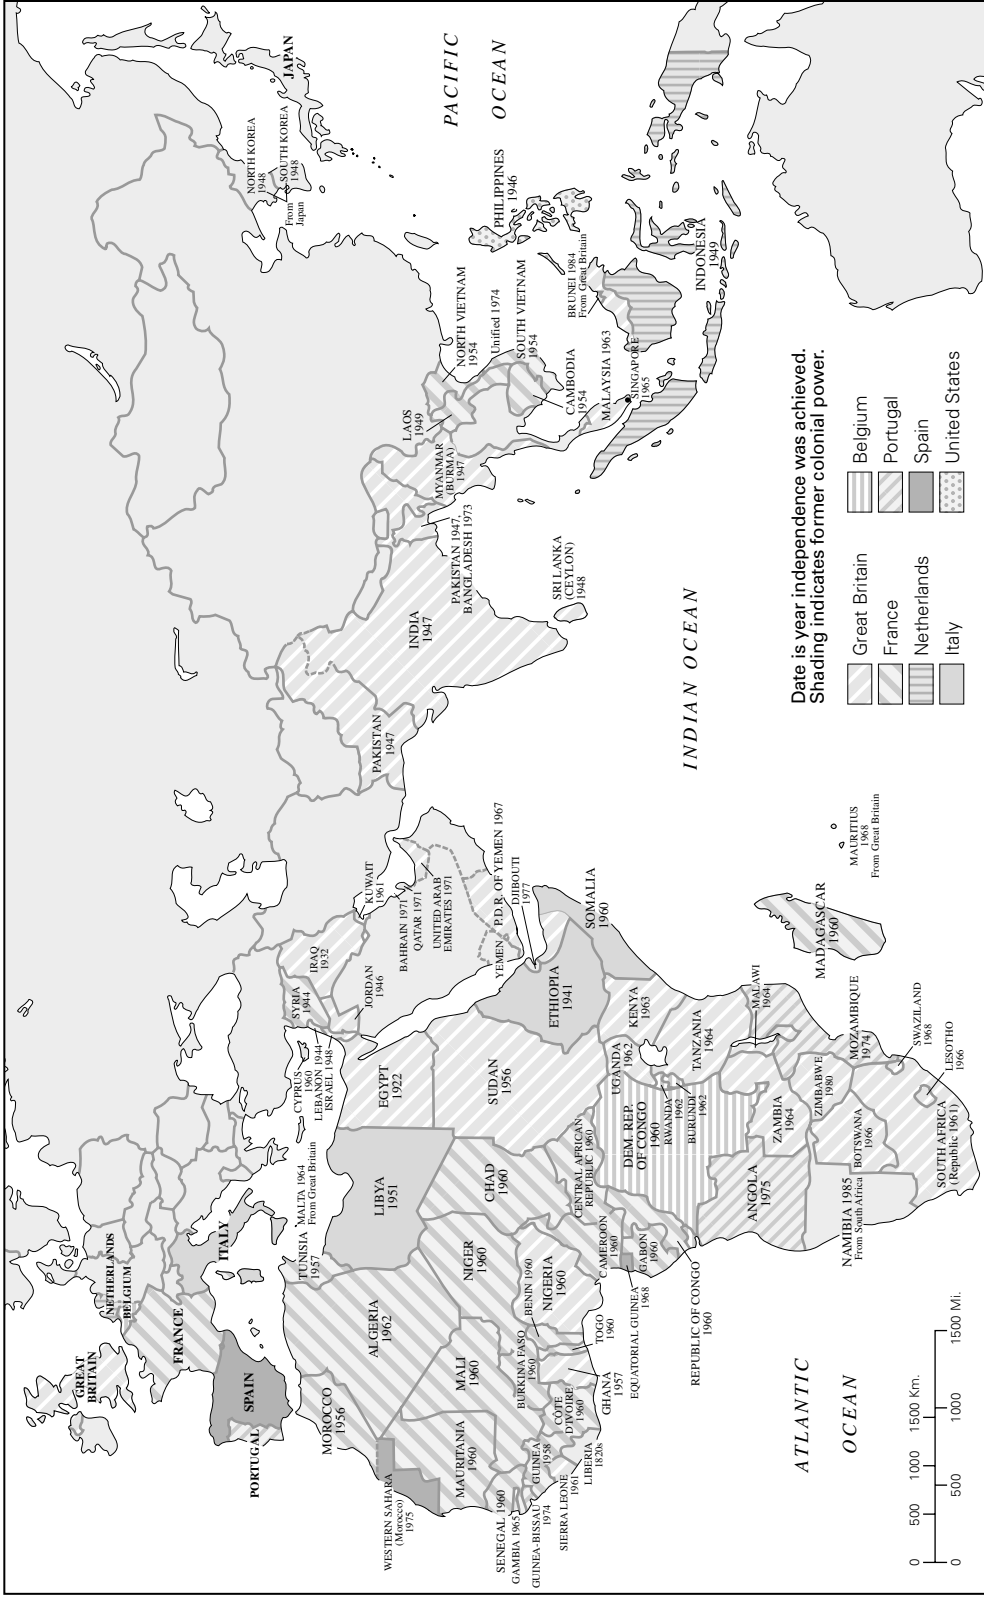 GREAT
BRITAIN
NETHERLANDS
BELGIUM
FRANCE
SPAIN
PORTUGAL
ITALY
JAPAN
NORTH KOREA
1948
SOUTH KOREA
1948
From
Japan
PACIFIC
OCEAN
PHILIPPINES
1946
NORTH VIETNAM
1954
Unified 1974
SOUTH VIETNAM
1954
LAOS
1949
CAMBODIA
1954
BRUNEI 1984
From Great Britain
MALAYSIA 1963
SINGAPORE
1965
INDONESIA
1949
MYANMAR
(BURMA)
1947
PAKISTAN 1947,
BANGLADESH 1973
INDIA
1947
PAKISTAN
1947
SRI LANKA
(CEYLON)
1948
INDIAN OCEAN
CYPRUS
1960
LEBANON 1944
ISRAEL 1948
SYRIA
1944
IRAQ
1932
JORDAN
1946
KUWAIT
1961
BAHRAIN 1971
QATAR 1971
UNITED ARAB
EMIRATES 1971
YEMEN
P.D.R. OF YEMEN 1967
DJIBOUTI
1977
MALTA 1964
From Great Britain
TUNISIA
1957
MOROCCO
1956
WESTERN SAHARA
(Morocco)
1975
ALGERIA
1962
LIBYA
1951
EGYPT
1922
MAURITANIA
1960
MALI
1960
NIGER
1960
CHAD
1960
SUDAN
1956
ETHIOPIA
1941
SOMALIA
1960
SENEGAL 1960
GAMBIA 1965
GUINEA-BISSAU
1974
GUINEA
1958
SIERRA LEONE
1961
LIBERIA
1820s
CÔTE
D'IVOIRE
1960
BURKINA FASO
1960
GHANA
1957
TOGO
1960
BENIN 1960
NIGERIA
1960
CAMEROON
1960
CENTRAL AFRICAN
REPUBLIC 1960
EQUATORIAL GUINEA
1968
GABON
1960
REPUBLIC OF CONGO
1960
DEM. REP.
OF CONGO
1960
UGANDA
1962
KENYA
1963
RWANDA
1962
BURUNDI
1962
TANZANIA
1964
MALAWI
1964
ANGOLA
1975
ZAMBIA
1964
ZIMBABWE
1980
MOZAMBIQUE
1974
MADAGASCAR
1960
MAURITIUS
1968
From Great Britain
NAMIBIA 1985
From South Africa
BOTSWANA
1966
SOUTH AFRICA
(Republic 1961)
SWAZILAND
1968
LESOTHO
1966
ATLANTIC
OCEAN
0 500 1000 1500 Km.
0 500 1000 1500 Mi.
Date is year independence was achieved.
Shading indicates former colonial power.
Great Britain
France
Netherlands
Italy
Belgium
Portugal
Spain
United States